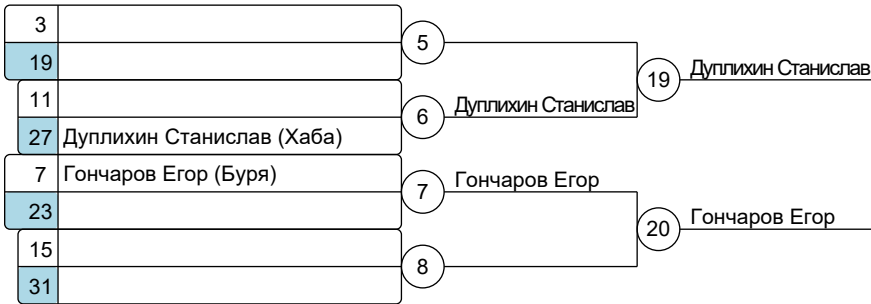 3
5
19
19 Дуплихин Станислав
11
6 Дуплихин Станислав
27 Дуплихин Станислав (Хаба)
7 Гончаров Егор (Буря)
7 Гончаров Егор
23
20 Гончаров Егор
15
8
31